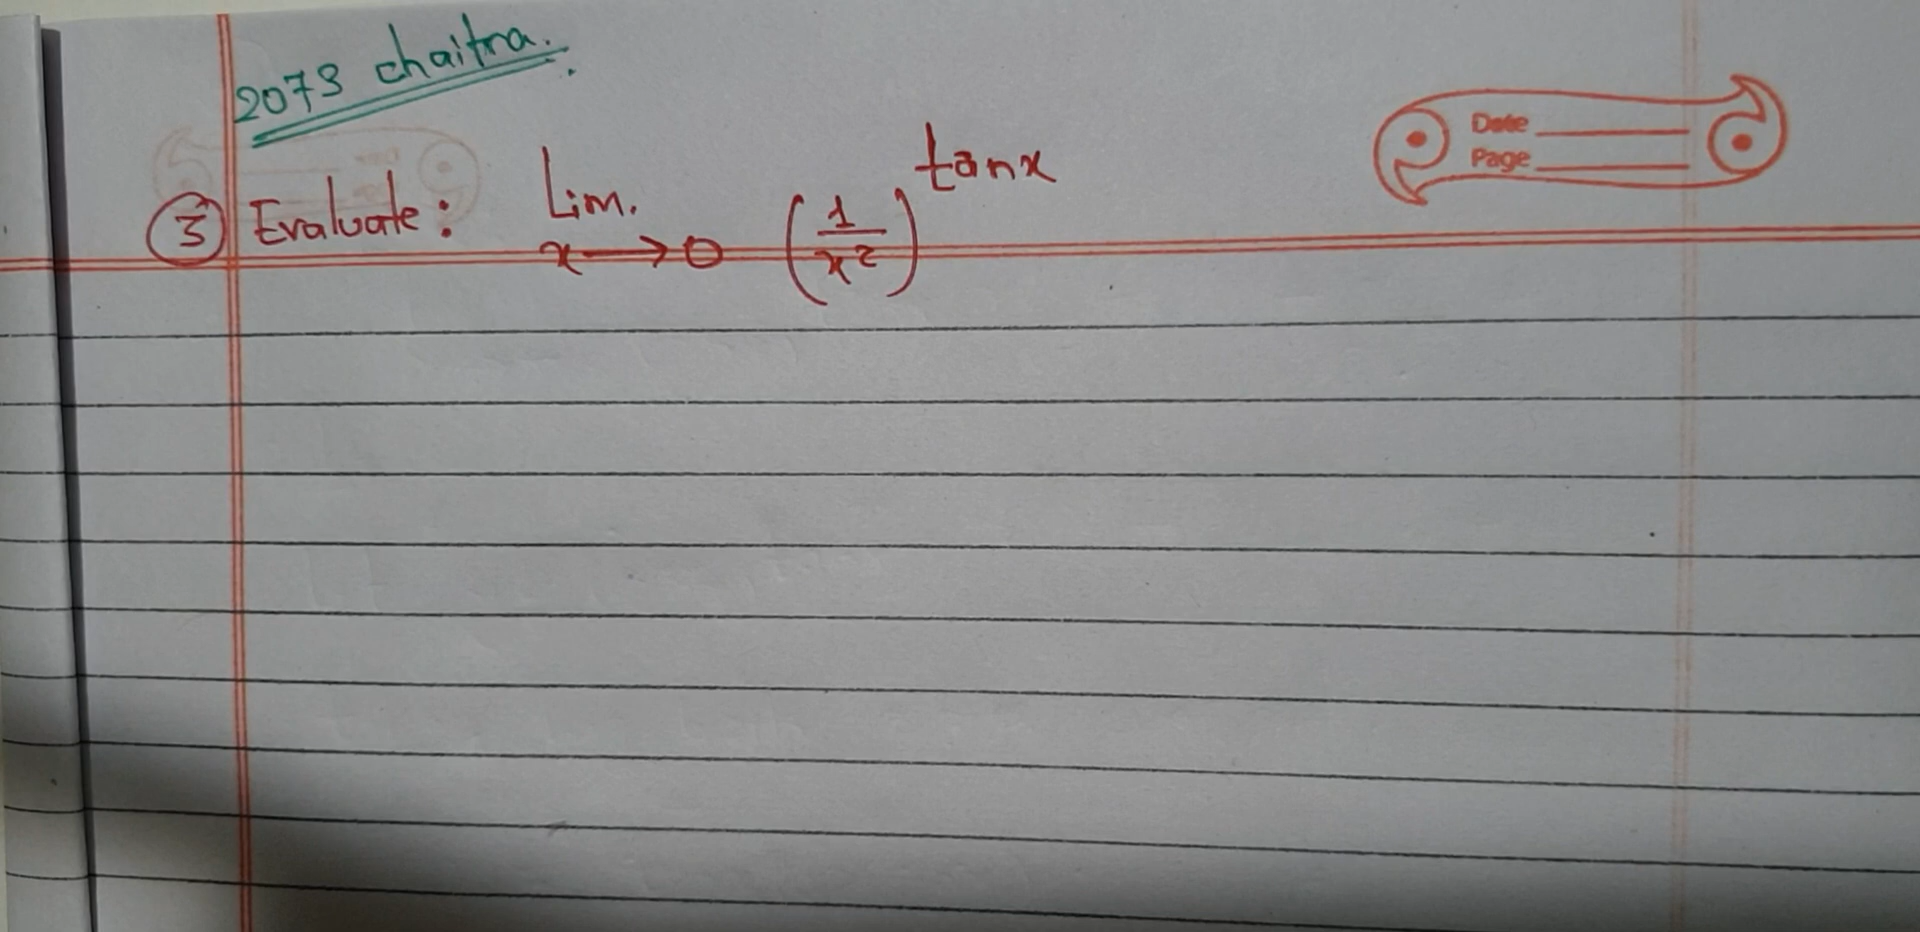 2073 chaitra.
Date
Page
③ Evaluate: Lim. x→0 (1/x²)^tanx